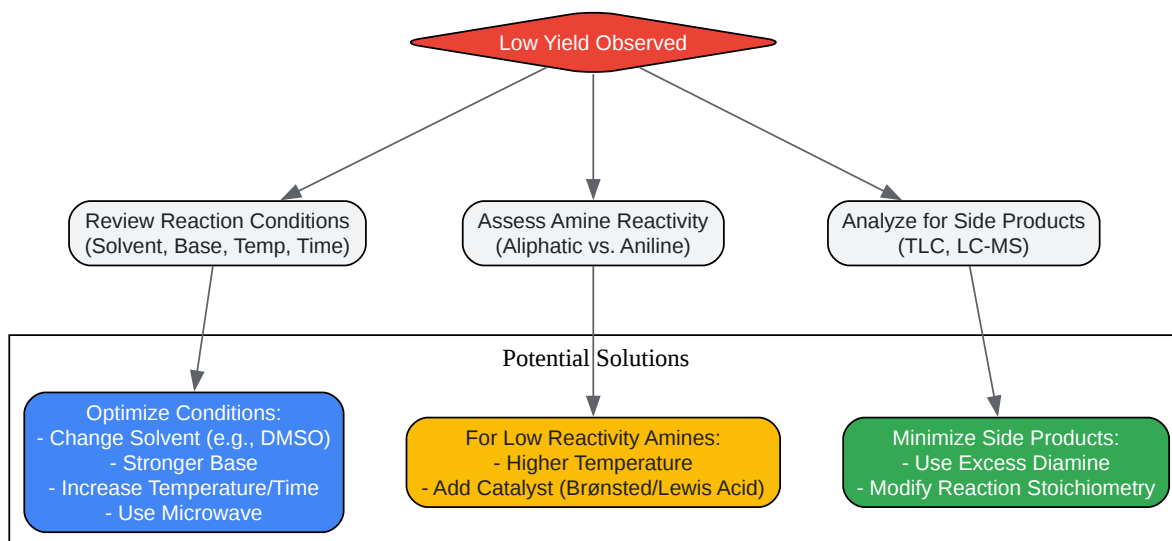 Low Yield Observed
Review Reaction Conditions
(Solvent, Base, Temp, Time)
Assess Amine Reactivity
(Aliphatic vs. Aniline)
Analyze for Side Products
(TLC, LC-MS)
Potential Solutions
Optimize Conditions:
- Change Solvent (e.g., DMSO)
- Stronger Base
- Increase Temperature/Time
- Use Microwave
For Low Reactivity Amines:
- Higher Temperature
- Add Catalyst (Brønsted/Lewis Acid)
Minimize Side Products:
- Use Excess Diamine
- Modify Reaction Stoichiometry